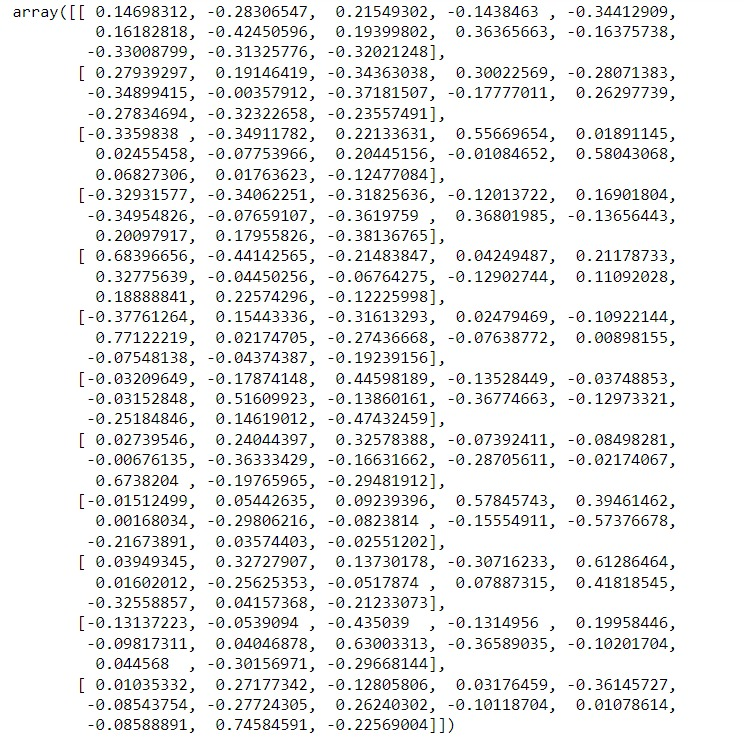 array([[ 0.14698312, -0.28306547,  0.21549302, -0.1438463 , -0.34412909,
         0.16182818, -0.42450596,  0.19399802,  0.36365663, -0.16375738,
        -0.33008799, -0.31325776, -0.32021248],
       [ 0.27939297,  0.19146419, -0.34363038,  0.30022569, -0.28071383,
        -0.34899415, -0.00357912, -0.37181507, -0.17777011,  0.26297739,
        -0.27834694, -0.32322658, -0.23557491],
       [-0.3359838 , -0.34911782,  0.22133631,  0.55669654,  0.01891145,
         0.02455458, -0.07753966,  0.20445156, -0.01084652,  0.58043068,
         0.06827306,  0.01763623, -0.12477084],
       [-0.32931577, -0.34062251, -0.31825636, -0.12013722,  0.16901804,
        -0.34954826, -0.07659107, -0.3619759 ,  0.36801985, -0.13656443,
         0.20097917,  0.17955826, -0.38136765],
       [ 0.68396656, -0.44142565, -0.21483847,  0.04249487,  0.21178733,
         0.32775639, -0.04450256, -0.06764275, -0.12902744,  0.11092028,
         0.18888841,  0.22574296, -0.12225998],
       [-0.37761264,  0.15443336, -0.31613293,  0.02479469, -0.10922144,
         0.77122219,  0.02174705, -0.27436668, -0.07638772,  0.00898155,
        -0.07548138, -0.04374387, -0.19239156],
       [-0.03209649, -0.17874148,  0.44598189, -0.13528449, -0.03748853,
        -0.03152848,  0.51609923, -0.13860161, -0.36774663, -0.12973321,
        -0.25184846,  0.14619012, -0.47432459],
       [ 0.02739546,  0.24044397,  0.32578388, -0.07392411, -0.08498281,
        -0.00676135, -0.36333429, -0.16631662, -0.28705611, -0.02174067,
         0.6738204 , -0.19765965, -0.29481912],
       [-0.01512499,  0.05442635,  0.09239396,  0.57845743,  0.39461462,
         0.00168034, -0.29806216, -0.0823814 , -0.15554911, -0.57376678,
        -0.21673891,  0.03574403, -0.02551202],
       [ 0.03949345,  0.32727907,  0.13730178, -0.30716233,  0.61286464,
         0.01602012, -0.25625353, -0.0517874 ,  0.07887315,  0.41818545,
        -0.32558857,  0.04157368, -0.21233073],
       [-0.13137223, -0.0539094 , -0.435039  , -0.1314956 ,  0.19958446,
        -0.09817311,  0.04046878,  0.63003313, -0.36589035, -0.10201704,
         0.044568  , -0.30156971, -0.29668144],
       [ 0.01035332,  0.27177342, -0.12805806,  0.03176459, -0.36145727,
        -0.08543754, -0.27724305,  0.26240302, -0.10118704,  0.01078614,
        -0.08588891,  0.74584591, -0.22569004]])